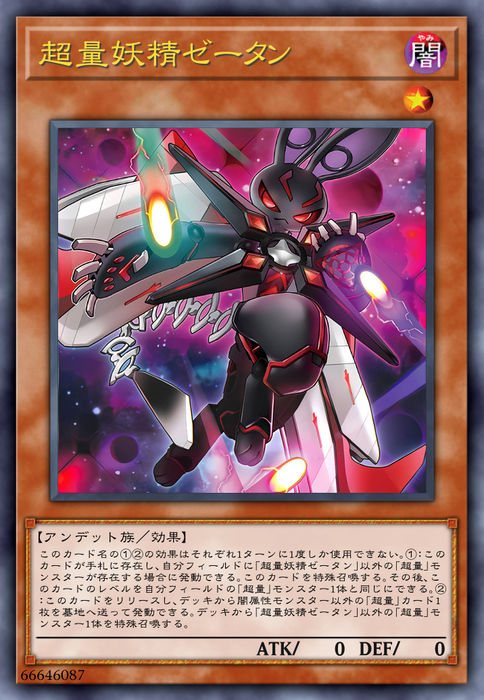 超量妖精ゼータン
やみ
闇
【アンデット族／効果】
このカード名の①②の効果はそれぞれ1ターンに1度しか使用できない。①：この
カードが手札に存在し、自分フィールドに「超量妖精ゼータン」以外の「超量」モ
ンスターが存在する場合に発動できる。このカードを特殊召喚する。その後、こ
のカードのレベルを自分フィールドの「超量」モンスター1体と同じにできる。②
：このカードをリリースし、デッキから闇属性モンスター以外の「超量」カード1
枚を墓地へ送って発動できる。デッキから「超量妖精ゼータン」以外の「超量」モ
ンスター1体を特殊召喚する。
ATK/ 0 DEF/ 0
66646087